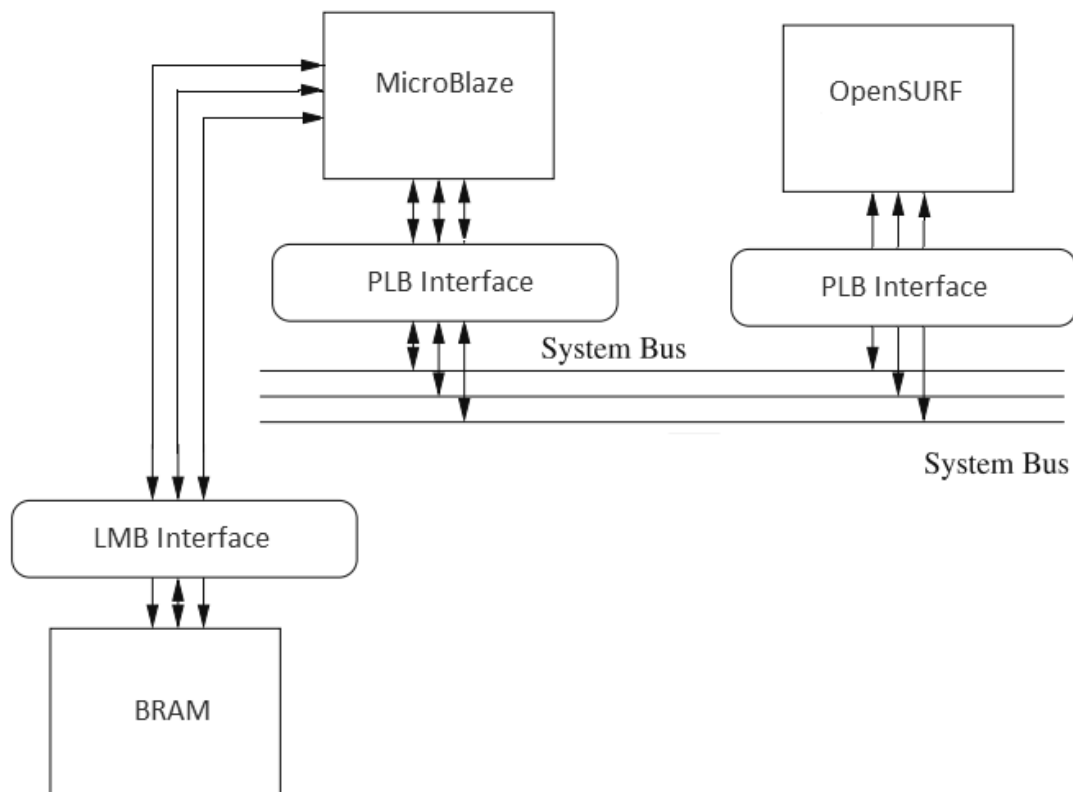 MicroBlaze
OpenSURF
PLB Interface
PLB Interface
System Bus
System Bus
LMB Interface
BRAM